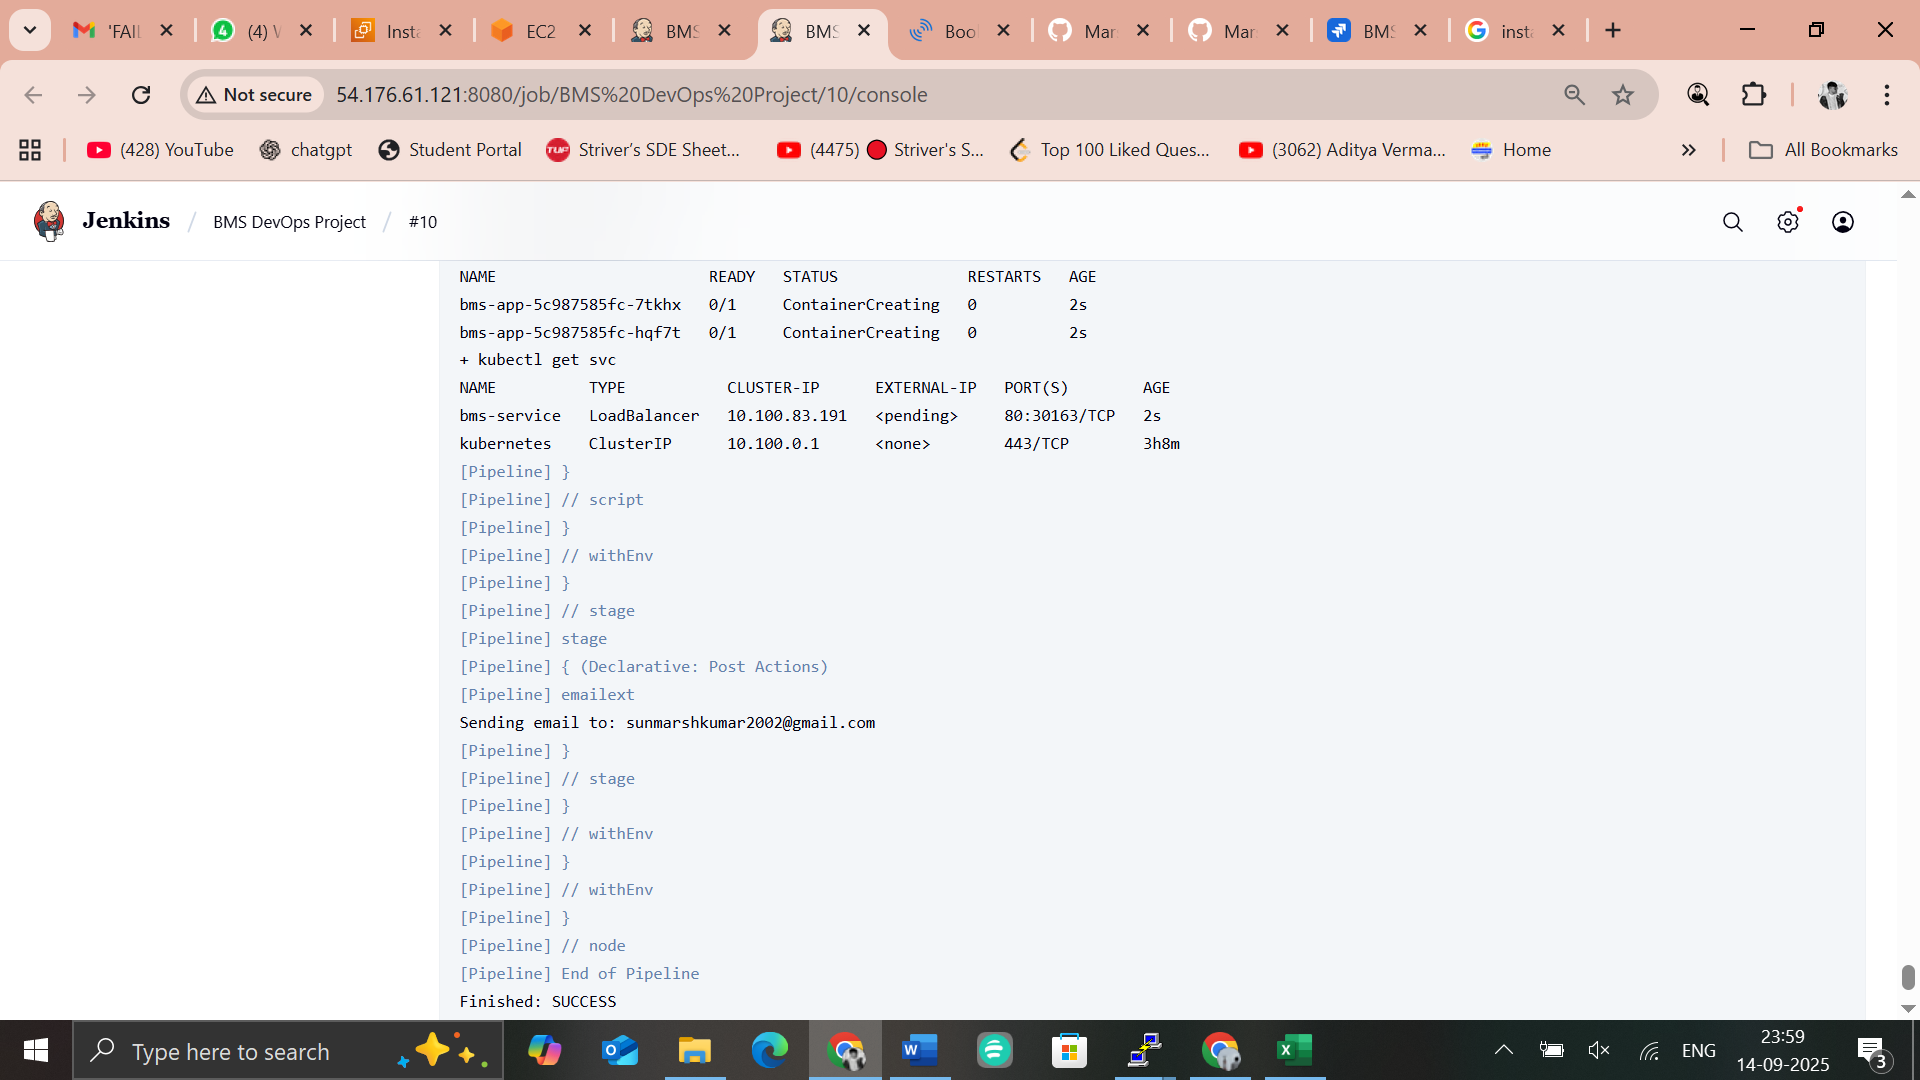 'FAIL
(4) W
Insta
EC2
BMS
BMS
Boo
Mar
Mar
BMS
insta
Not secure 54.176.61.121:8080/job/BMS%20DevOps%20Project/10/console
(428) YouTube
chatgpt
Student Portal
TUF
Striver's SDE Sheet...
(4475) 🔴 Striver's S...
Top 100 Liked Ques...
(3062) Aditya Verma...
Home
»
All Bookmarks
Jenkins / BMS DevOps Project / #10
NAME READY STATUS RESTARTS AGE
bms-app-5c987585fc-7tkhx 0/1 ContainerCreating 0 2s
bms-app-5c987585fc-hqf7t 0/1 ContainerCreating 0 2s
+ kubectl get svc
NAME TYPE CLUSTER-IP EXTERNAL-IP PORT(S) AGE
bms-service LoadBalancer 10.100.83.191 <pending> 80:30163/TCP 2s
kubernetes ClusterIP 10.100.0.1 <none> 443/TCP 3h8m
[Pipeline] }
[Pipeline] // script
[Pipeline] }
[Pipeline] // withEnv
[Pipeline] }
[Pipeline] // stage
[Pipeline] stage
[Pipeline] { (Declarative: Post Actions)
[Pipeline] emailext
Sending email to: sunmarshkumar2002@gmail.com
[Pipeline] }
[Pipeline] // stage
[Pipeline] }
[Pipeline] // withEnv
[Pipeline] }
[Pipeline] // withEnv
[Pipeline] }
[Pipeline] // node
[Pipeline] End of Pipeline
Finished: SUCCESS
Type here to search
ENG
23:59
14-09-2025
3